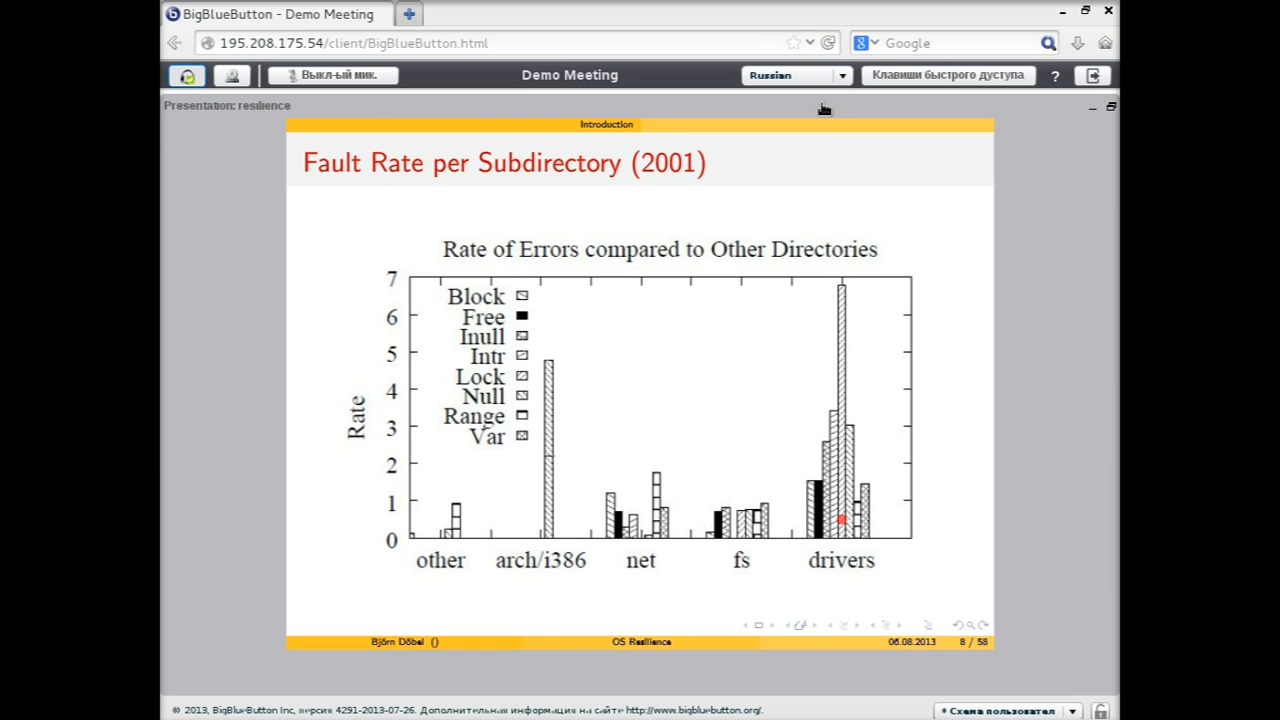 BigBlueButton - Demo Meeting
195.208.175.54/client/BigBlueButton.html
Google
Выкл-ый мик.
Demo Meeting
Russian
Клавиши быстрого доступа
?
Presentation: resilience
Introduction
Fault Rate per Subdirectory (2001)
Rate of Errors compared to Other Directories
7
6
5
4
3
2
1
0
Rate
Block
Free
Inull
Intr
Lock
Null
Range
Var
other arch/i386 net fs drivers
Björn Döbel () OS Resilience 06.08.2013 8 / 58
© 2013, BigBlueButton Inc, версия 4291-2013-07-26. Дополнительная информация на сайте http://www.bigbluebutton.org/.
* Схема пользовател